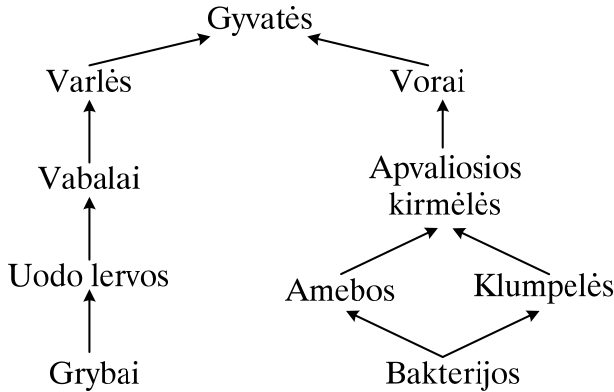 Gyvatės
Varlės
Vorai
Vabalai
Apvaliosios
kirmėlės
Uodo lervos
Amebos
Klumpelės
Grybai
Bakterijos